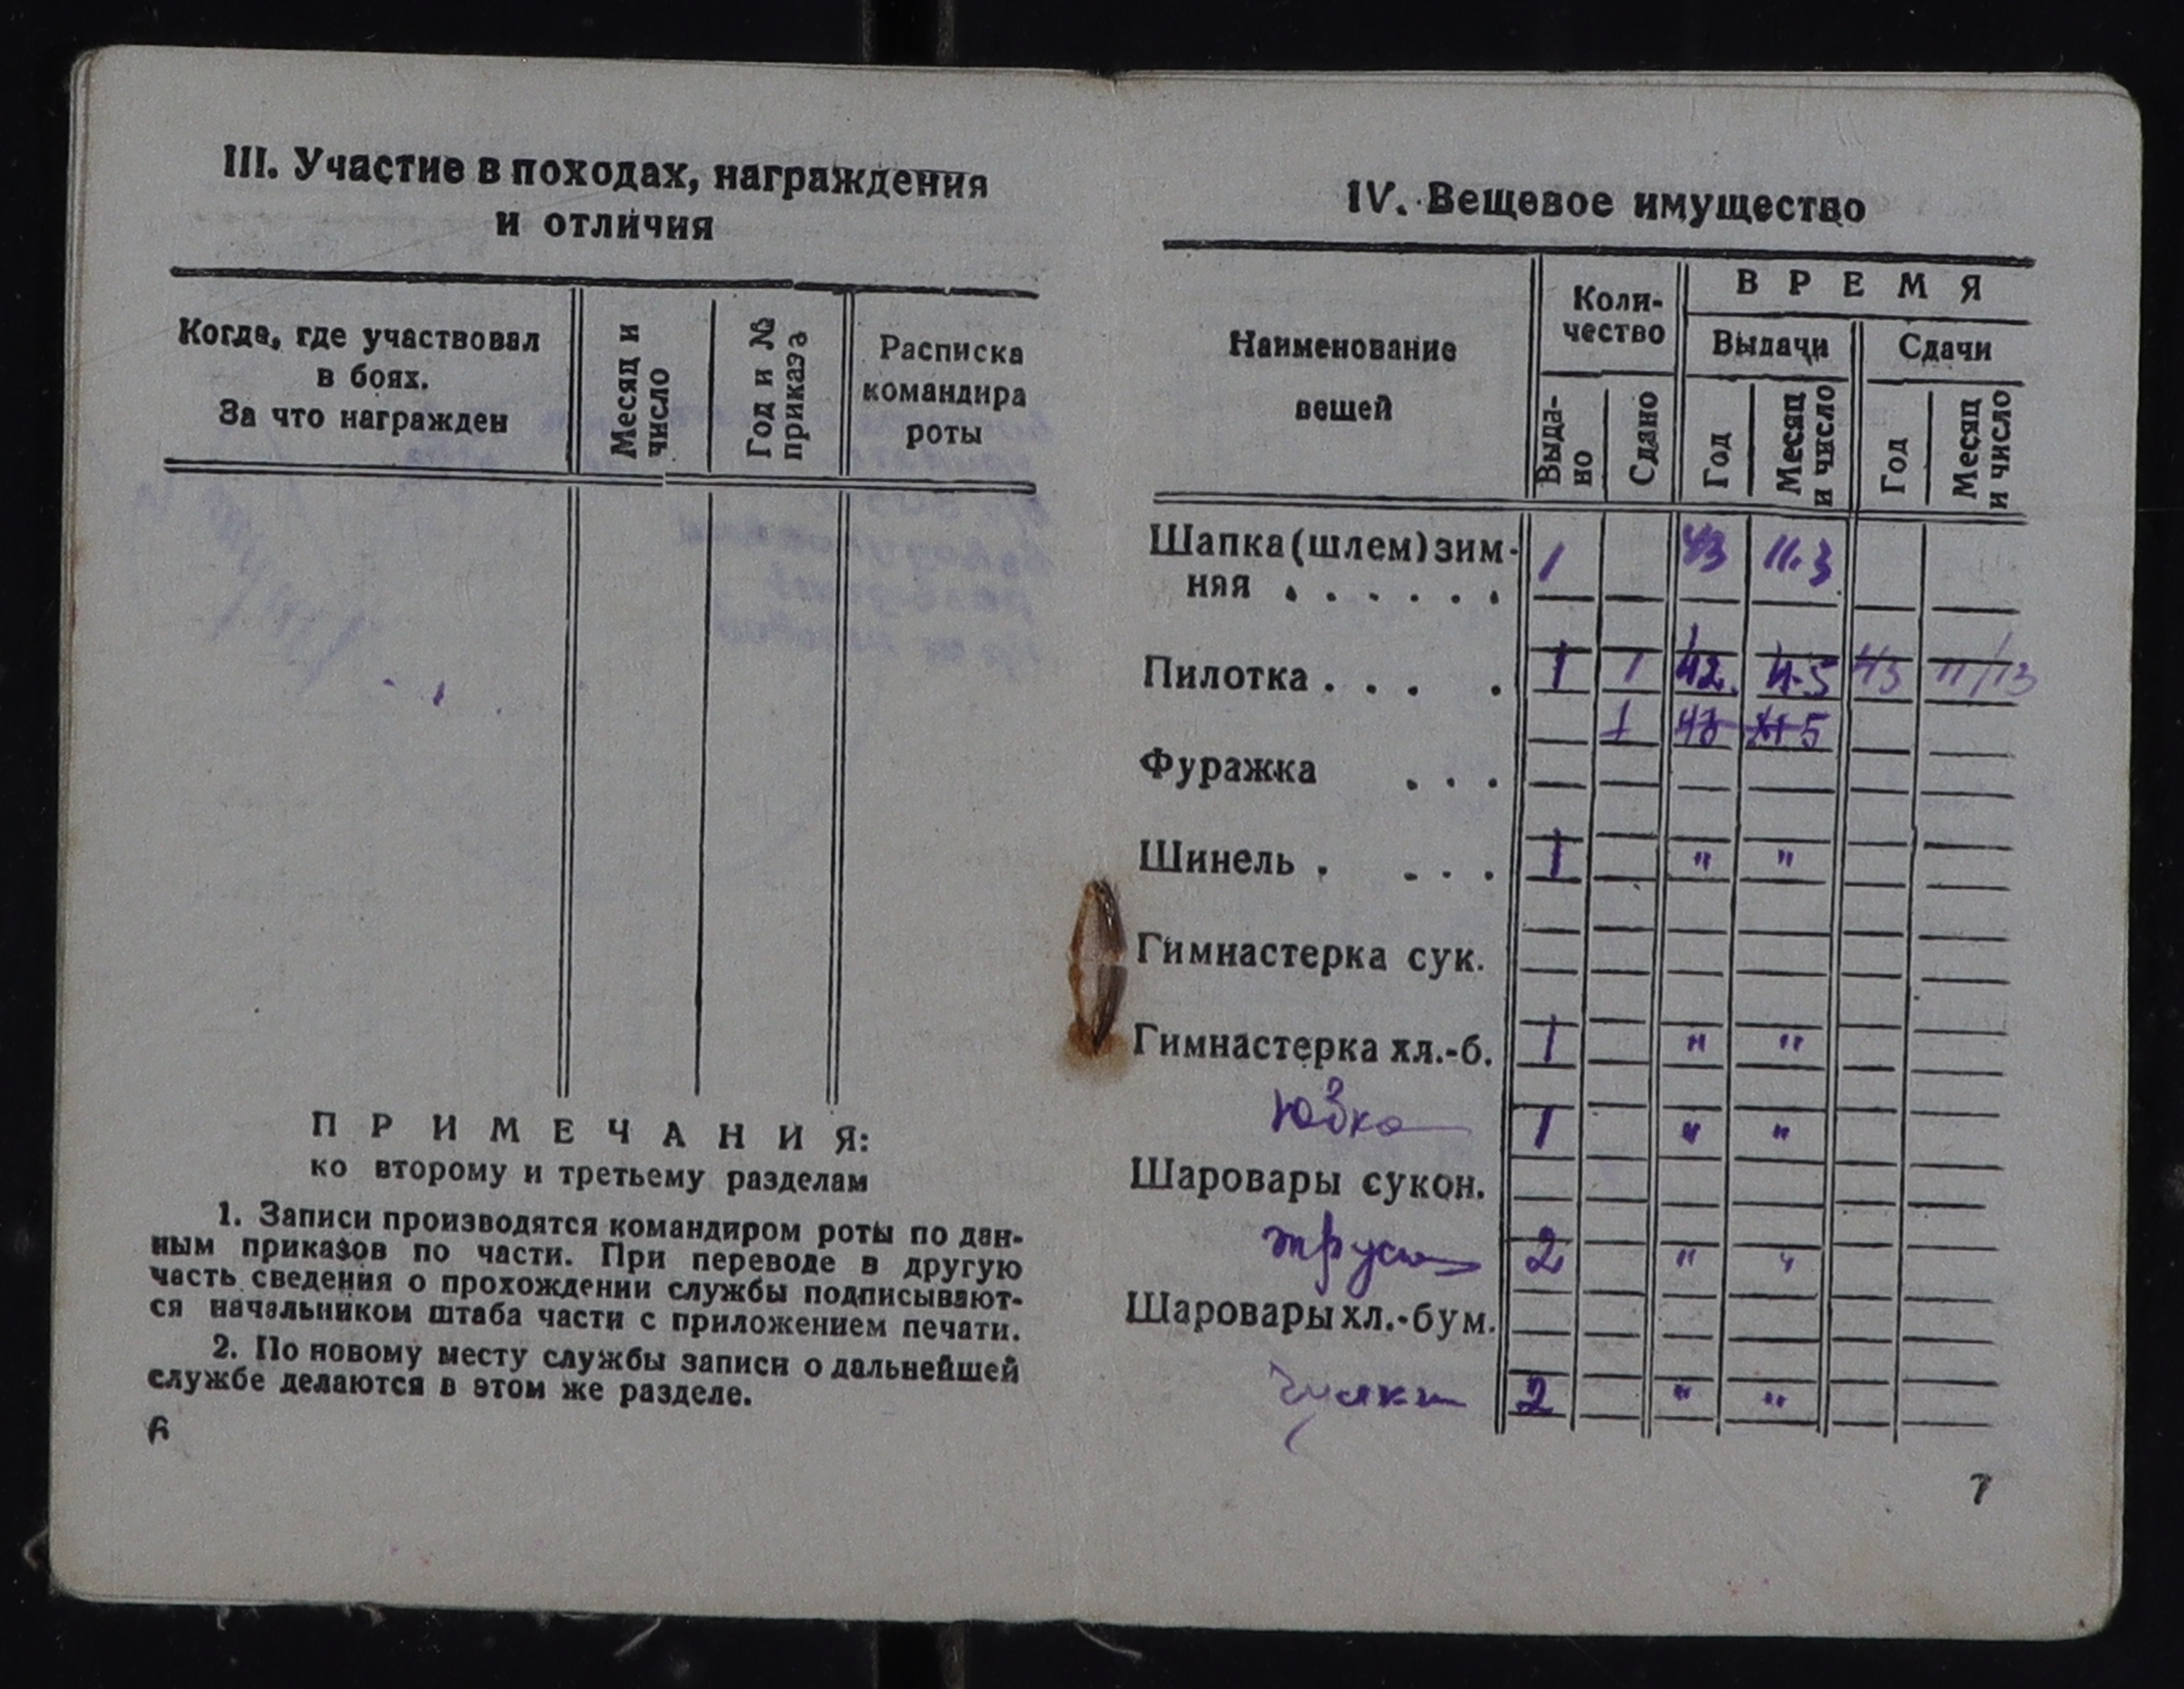 III. Участие в походах, награждения
и отличия
Когда, где участвовал
в боях.
За что награжден
Месяц и
число
Год и №
приказа
Расписка
командира
роты
П Р И М Е Ч А Н И Я:
ко второму и третьему разделам
1. Записи производятся командиром роты по дан-
ным приказов по части. При переводе в другую
часть сведения о прохождении службы подписывают-
ся начальником штаба части с приложением печати.
2. По новому месту службы записи о дальнейшей
службе делаются в этом же разделе.
6
IV. Вещевое имущество
Наименование
вещей
Коли-
чество
В Р Е М Я
Выдачи
Сдачи
Выда-
но
Сдано
Год
Месяц
и число
Год
Месяц
и число
Шапка (шлем) зим-
няя . . . . . . 1 43 11.3
Пилотка . . . . 1 1 42. 4.5 43 11/13
1 5
Фуражка . . .
Шинель . . . . 1 " "
Гимнастерка сук.
Гимнастерка хл.-б. 1 " "
Юбка 1 " "
Шаровары сукон.
трусы 2 " "
Шаровары хл.-бум.
чулки 2 " "
7